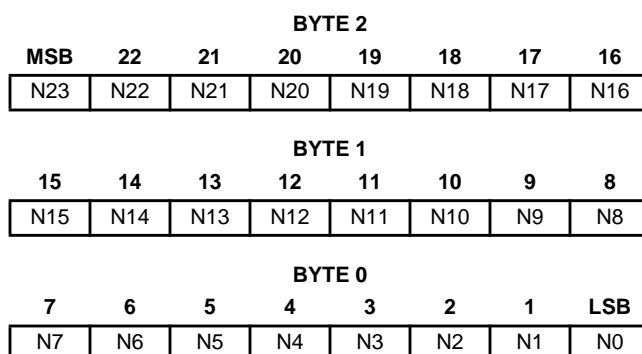 BYTE 2
MSB 22 21 20 19 18 17 16
N23 N22 N21 N20 N19 N18 N17 N16
BYTE 1
15 14 13 12 11 10 9 8
N15 N14 N13 N12 N11 N10 N9 N8
BYTE 0
7 6 5 4 3 2 1 LSB
N7 N6 N5 N4 N3 N2 N1 N0